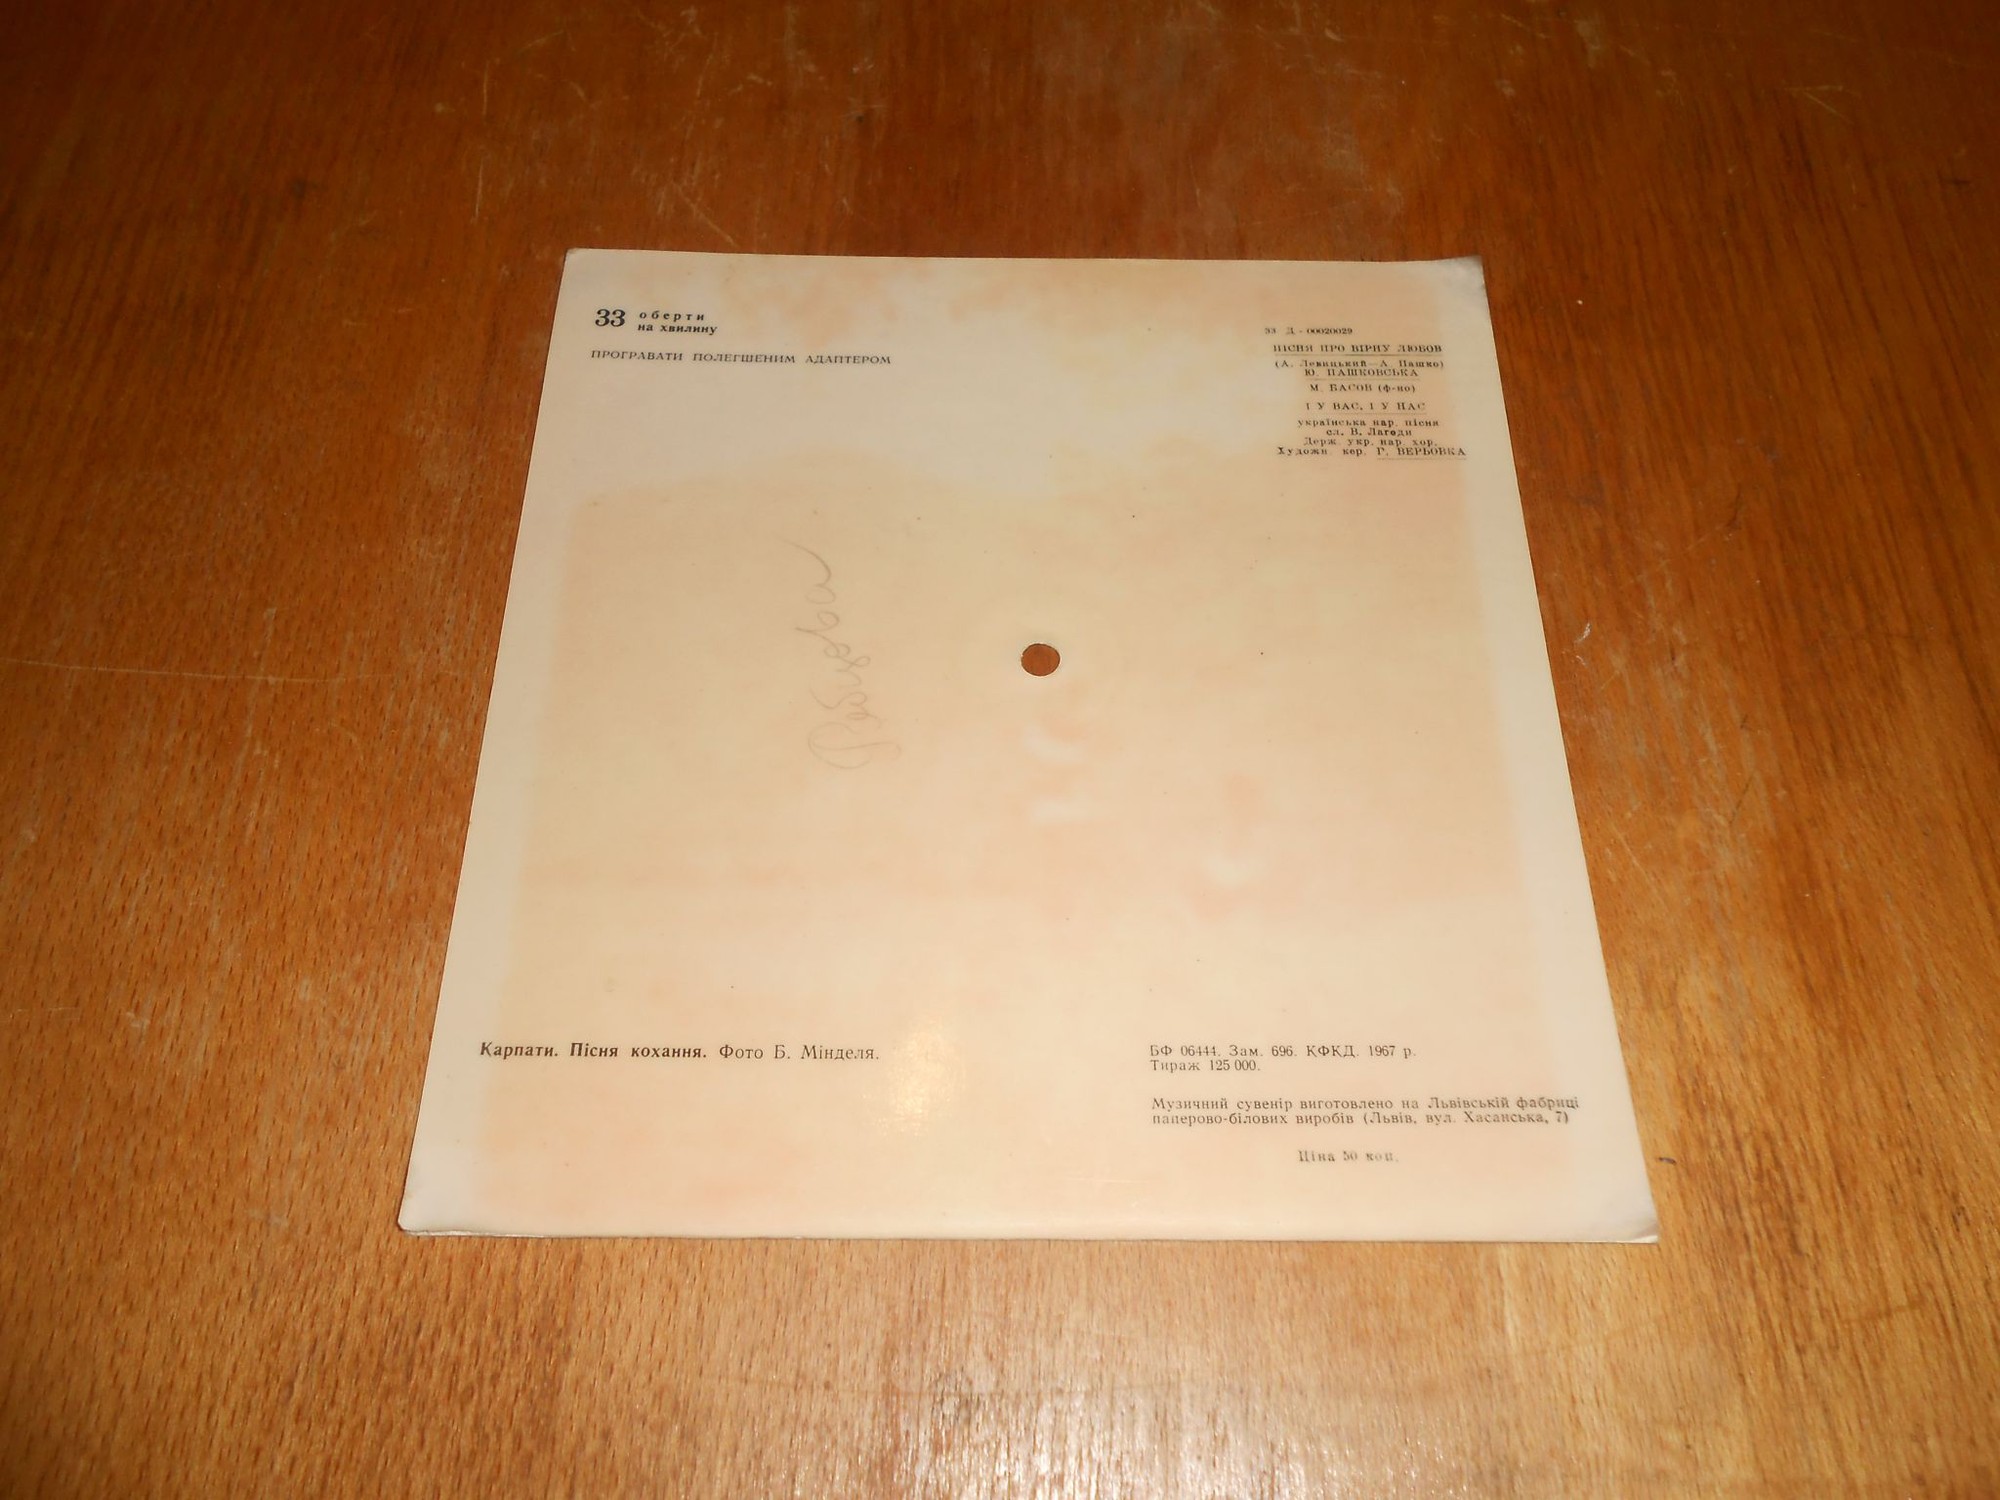 33 оберти
на хвилину
ПРОГРАВАТИ ПОЛЕГШЕНИМ АДАПТЕРОМ
33 Д - 00020029
ПІСНЯ ПРО ВІРНУ ЛЮБОВ
(А. Левицький—А. Пашко)
Ю. ПАШКОВСЬКА
М. БАСОВ (ф-но)
І У ВАС, І У НАС
українська нар. пісня
сл. В. Лагоди
Держ. укр. нар. хор.
Художн. кер. Г. ВЕРЬОВКА
Карпати. Пісня кохання. Фото Б. Мінделя.
БФ 06444. Зам. 696. КФКД. 1967 р.
Тираж 125 000.
Музичний сувенір виготовлено на Львівській фабриці
паперово-білових виробів (Львів, вул. Хасанська, 7)
Ціна 50 коп.